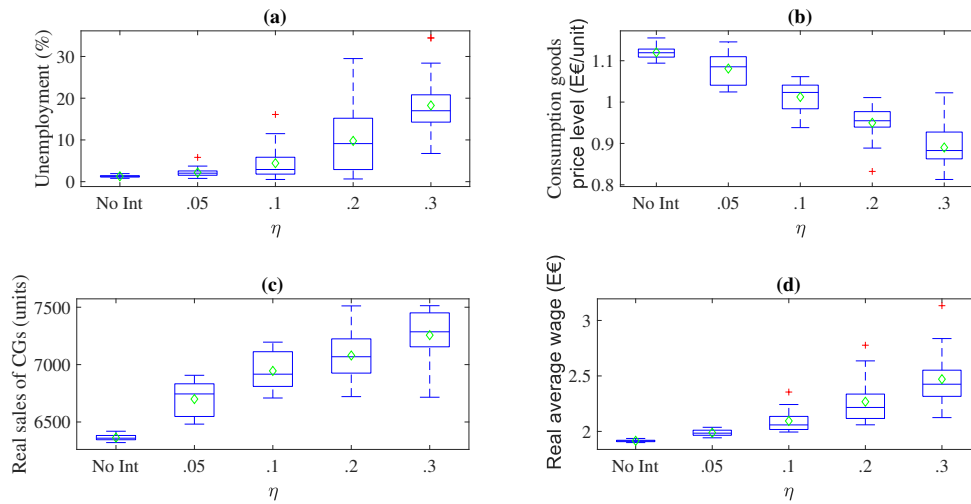 (a)
Unemployment (%)
30
20
10
0
No Int .05 .1 .2 .3
η
(b)
Consumption goods
price level (E€/unit)
1.1
1
0.9
0.8
No Int .05 .1 .2 .3
η
(c)
Real sales of CGs (units)
7500
7000
6500
No Int .05 .1 .2 .3
η
(d)
Real average wage (E€)
3
2.5
2
No Int .05 .1 .2 .3
η